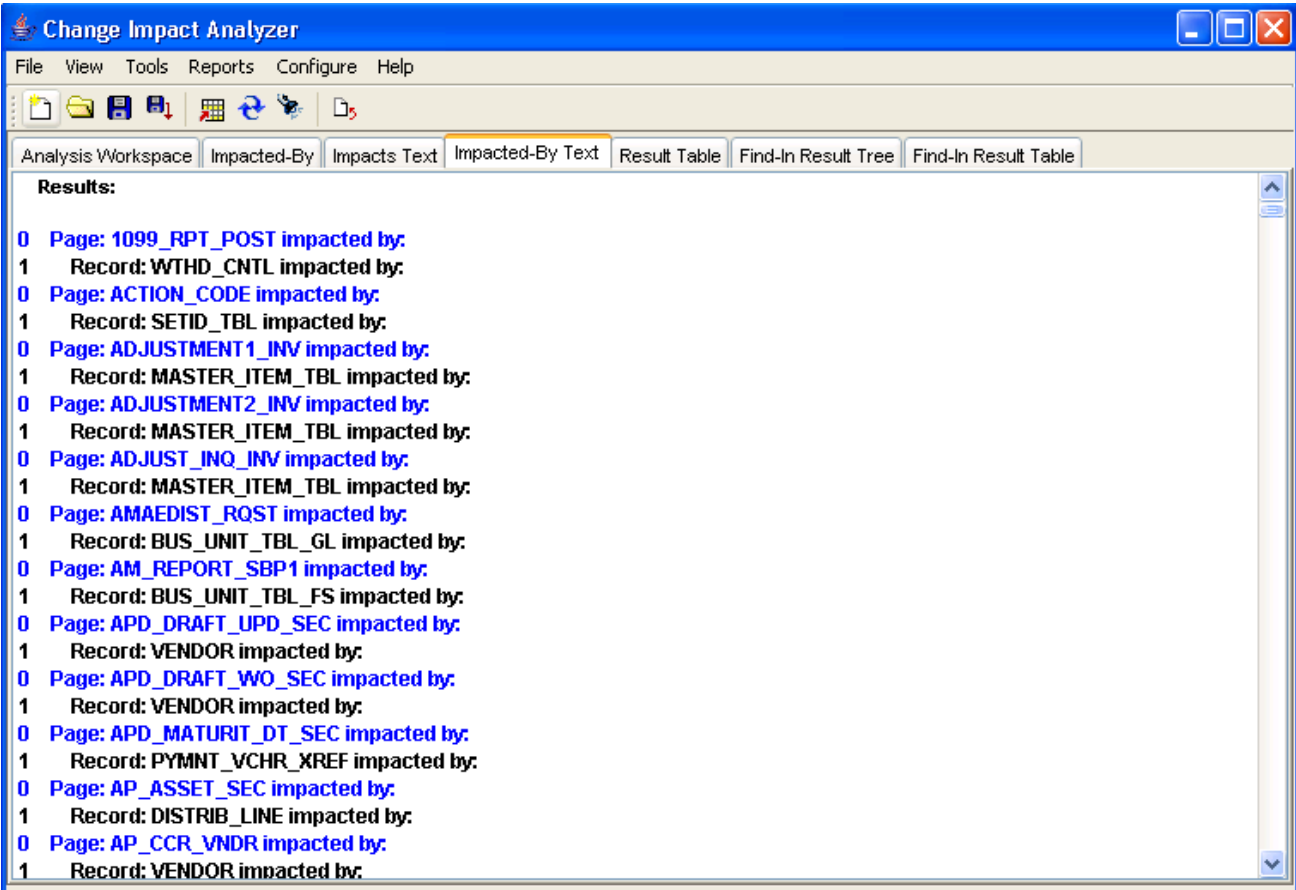 Change Impact Analyzer
File View Tools Reports Configure Help
Analysis Workspace Impacted-By Impacts Text Impacted-By Text Result Table Find-In Result Tree Find-In Result Table
Results:
0 Page: 1099_RPT_POST impacted by:
1 Record: WTHD_CNTL impacted by:
0 Page: ACTION_CODE impacted by:
1 Record: SETID_TBL impacted by:
0 Page: ADJUSTMENT1_INV impacted by:
1 Record: MASTER_ITEM_TBL impacted by:
0 Page: ADJUSTMENT2_INV impacted by:
1 Record: MASTER_ITEM_TBL impacted by:
0 Page: ADJUST_INQ_INV impacted by:
1 Record: MASTER_ITEM_TBL impacted by:
0 Page: AMAEDIST_RQST impacted by:
1 Record: BUS_UNIT_TBL_GL impacted by:
0 Page: AM_REPORT_SBP1 impacted by:
1 Record: BUS_UNIT_TBL_FS impacted by:
0 Page: APD_DRAFT_UPD_SEC impacted by:
1 Record: VENDOR impacted by:
0 Page: APD_DRAFT_WO_SEC impacted by:
1 Record: VENDOR impacted by:
0 Page: APD_MATURIT_DT_SEC impacted by:
1 Record: PYMNT_VCHR_XREF impacted by:
0 Page: AP_ASSET_SEC impacted by:
1 Record: DISTRIB_LINE impacted by:
0 Page: AP_CCR_VNDR impacted by:
1 Record: VENDOR impacted by: